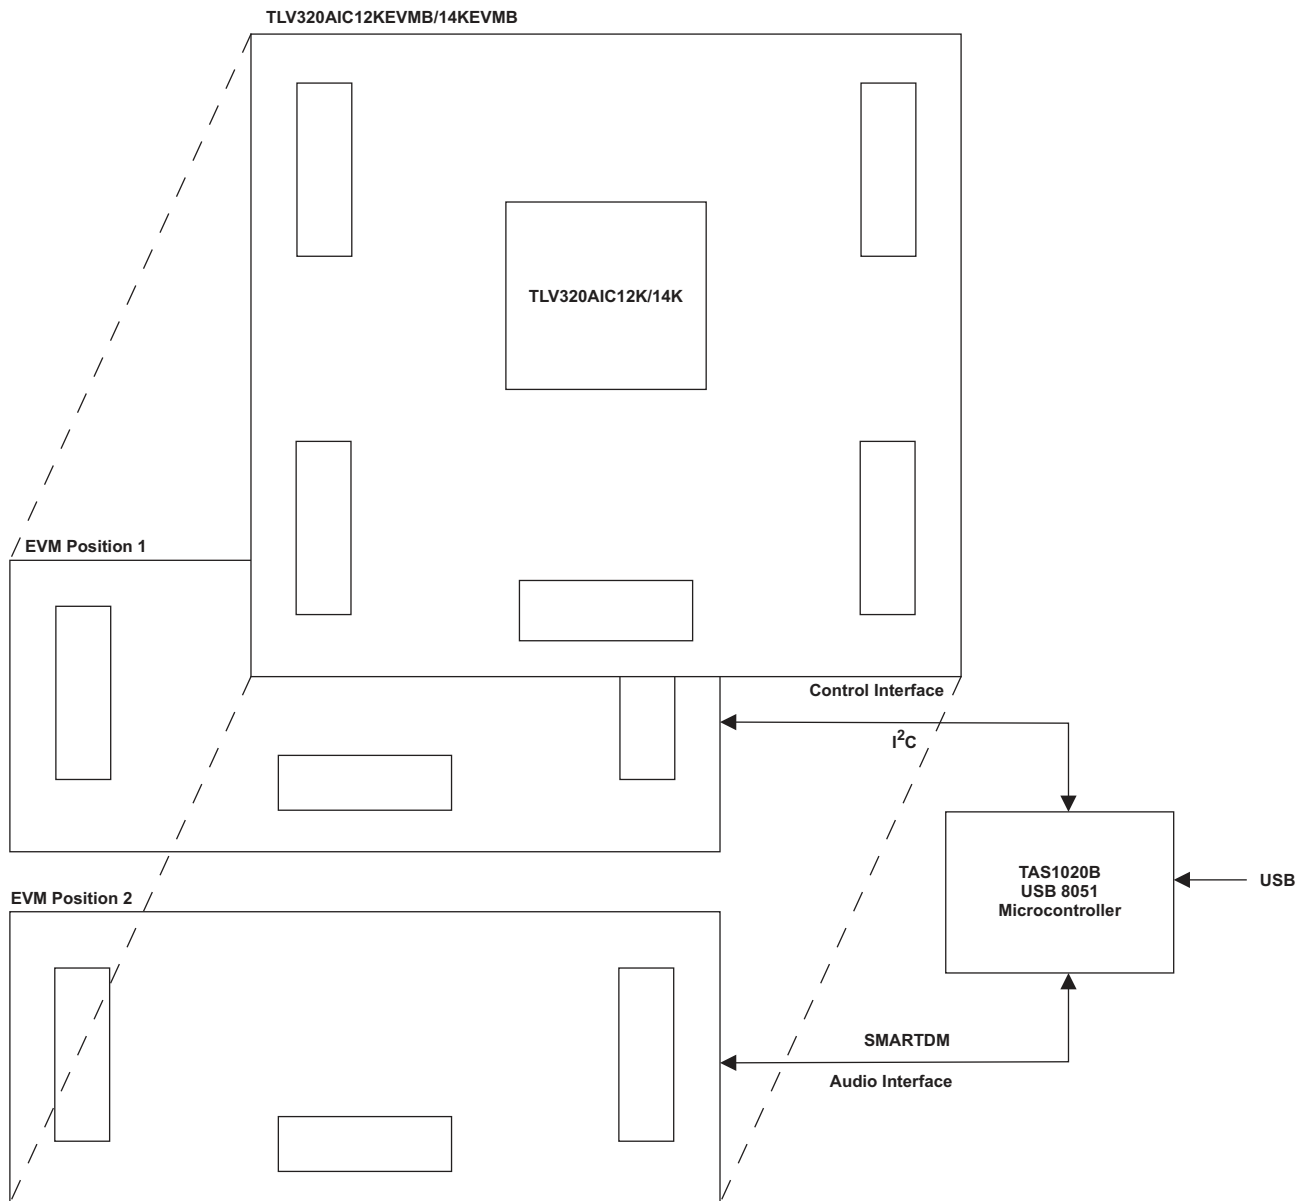 TLV320AIC12KEVMB/14KEVMB
TLV320AIC12K/14K
EVM Position 1
Control Interface
I²C
TAS1020B
USB 8051
Microcontroller
USB
EVM Position 2
SMARTDM
Audio Interface